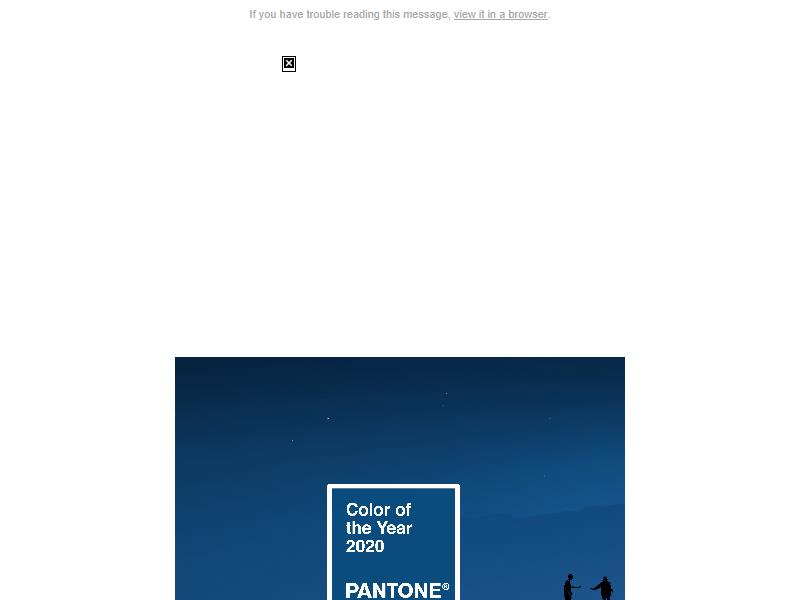 If you have trouble reading this message, view it in a browser.
Color of
the Year
2020
PANTONE®